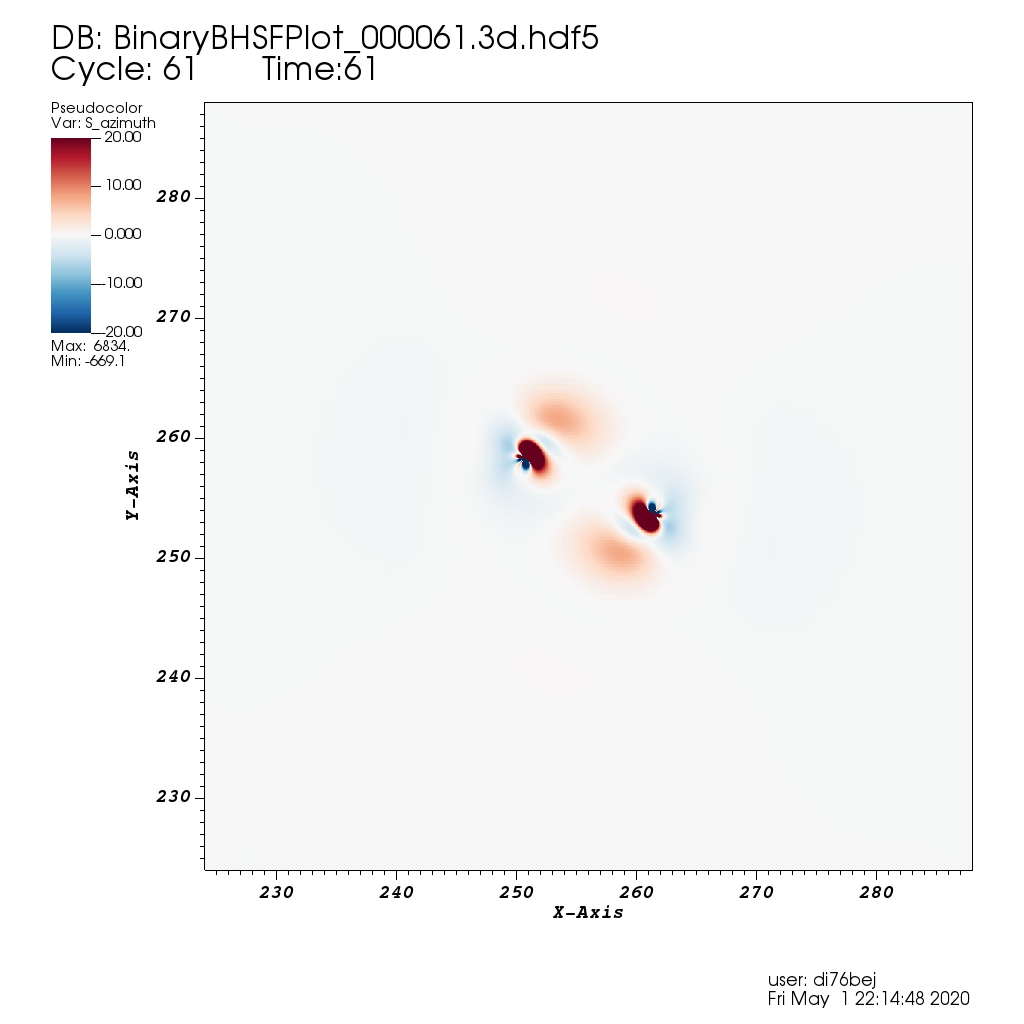 DB: BinaryBHSFPlot_000061.3d.hdf5
Cycle: 61 Time:61
Pseudocolor
Var: S_azimuth
20.00
10.00
0.000
-10.00
-20.00
Max: 6834.
Min: -669.1
280
270
260
250
240
230
Y-Axis
230 240 250 260 270 280
X-Axis
user: di76bej
Fri May 1 22:14:48 2020